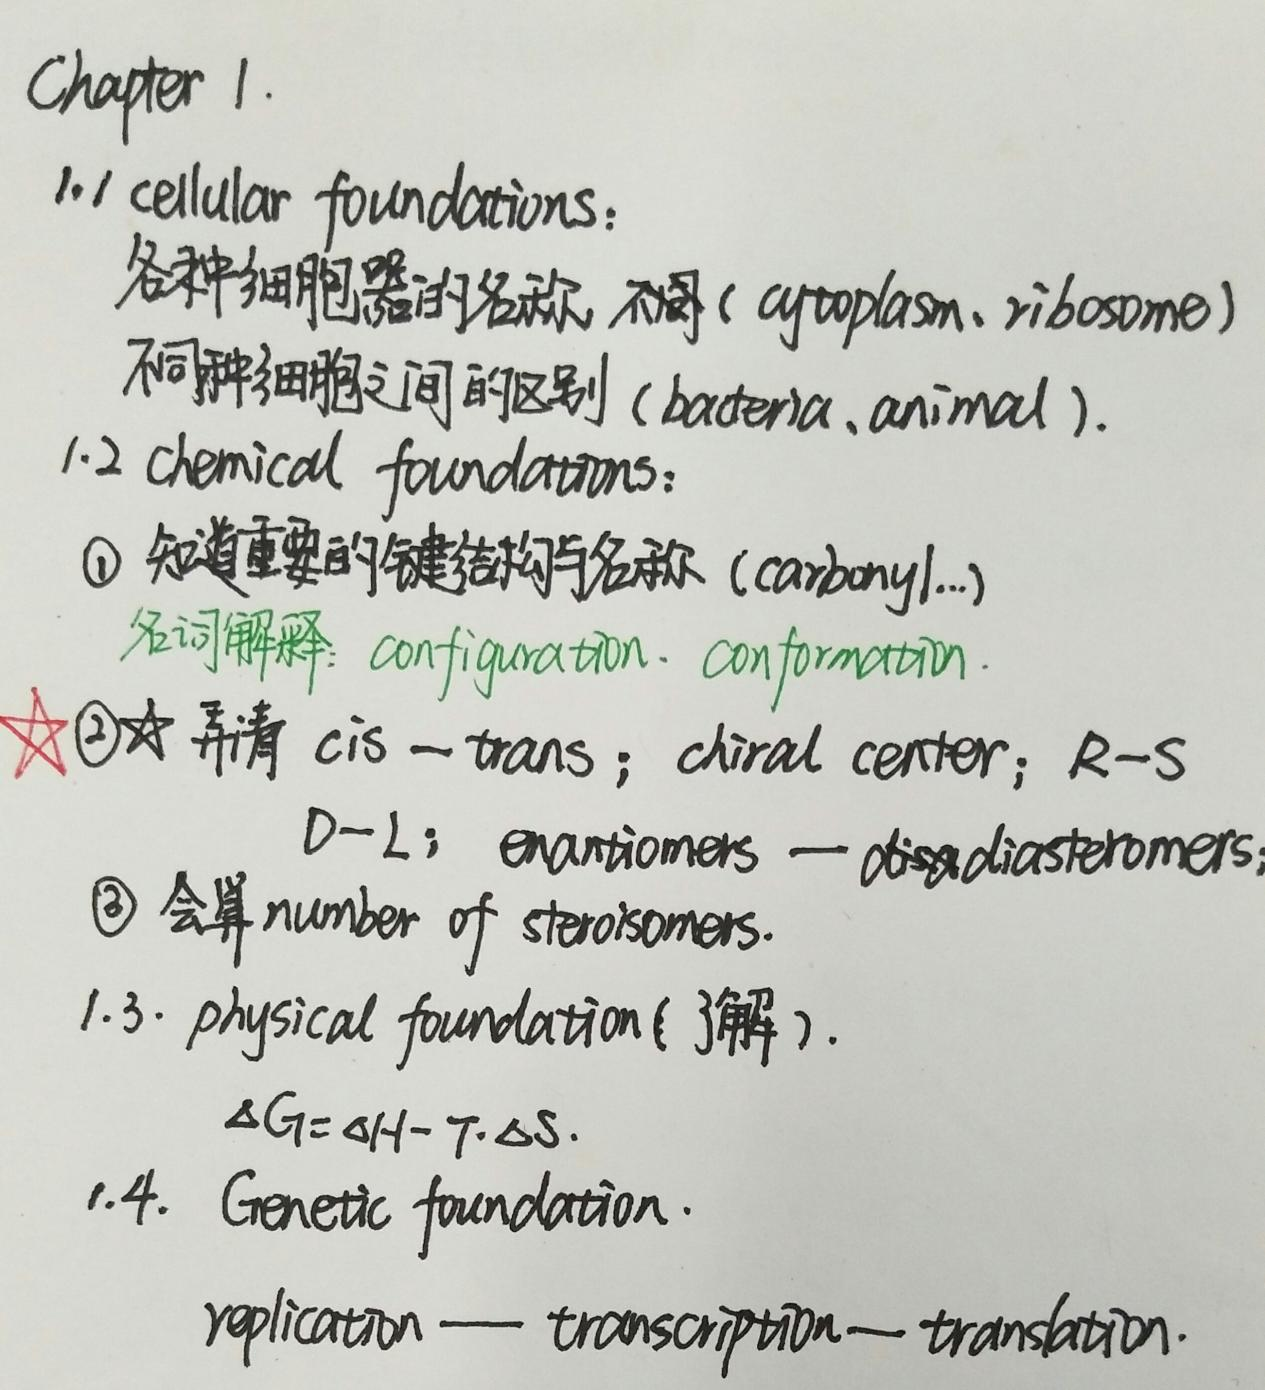 Chapter 1.
1.1 cellular foundations:
各种细胞器的名称、不同(cytoplasm、ribosome)
不同种细胞之间的区别(bacteria、animal).
1.2 chemical foundations:
① 知道重要的键结构与名称(carbonyl...)
名词解释: configuration. conformation.
☆②☆ 弄清 cis-trans; chiral center; R-S
D-L; enantiomers — diasteromers;
③ 会算 number of steroisomers.
1.3. physical foundation(了解).
△G=△H-T·△S.
1.4. Genetic foundation.
replication — transcription — translation.